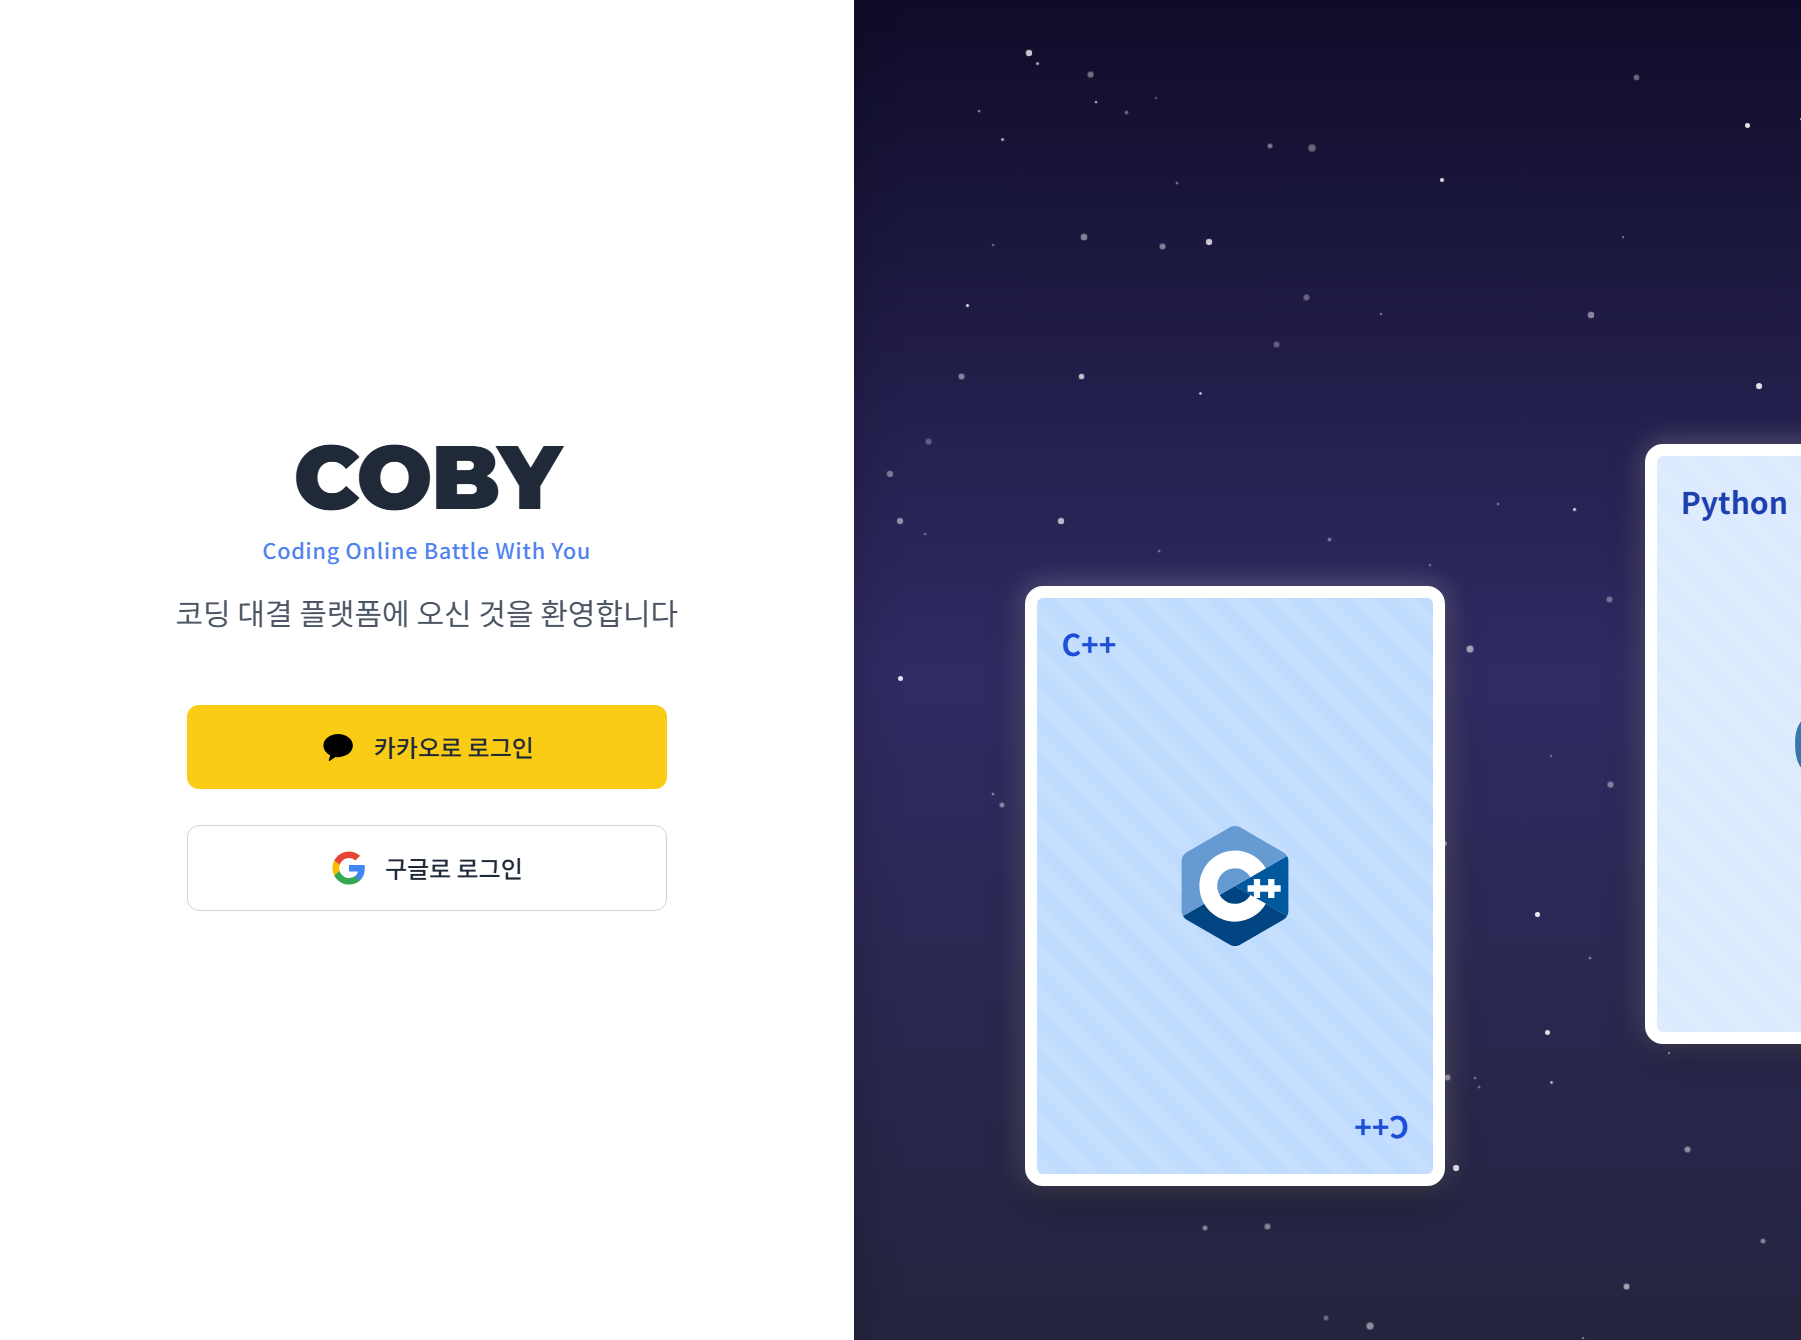 COBY
Coding Online Battle With You
코딩 대결 플랫폼에 오신 것을 환영합니다
카카오로 로그인
구글로 로그인
C++
C++
C++
Python